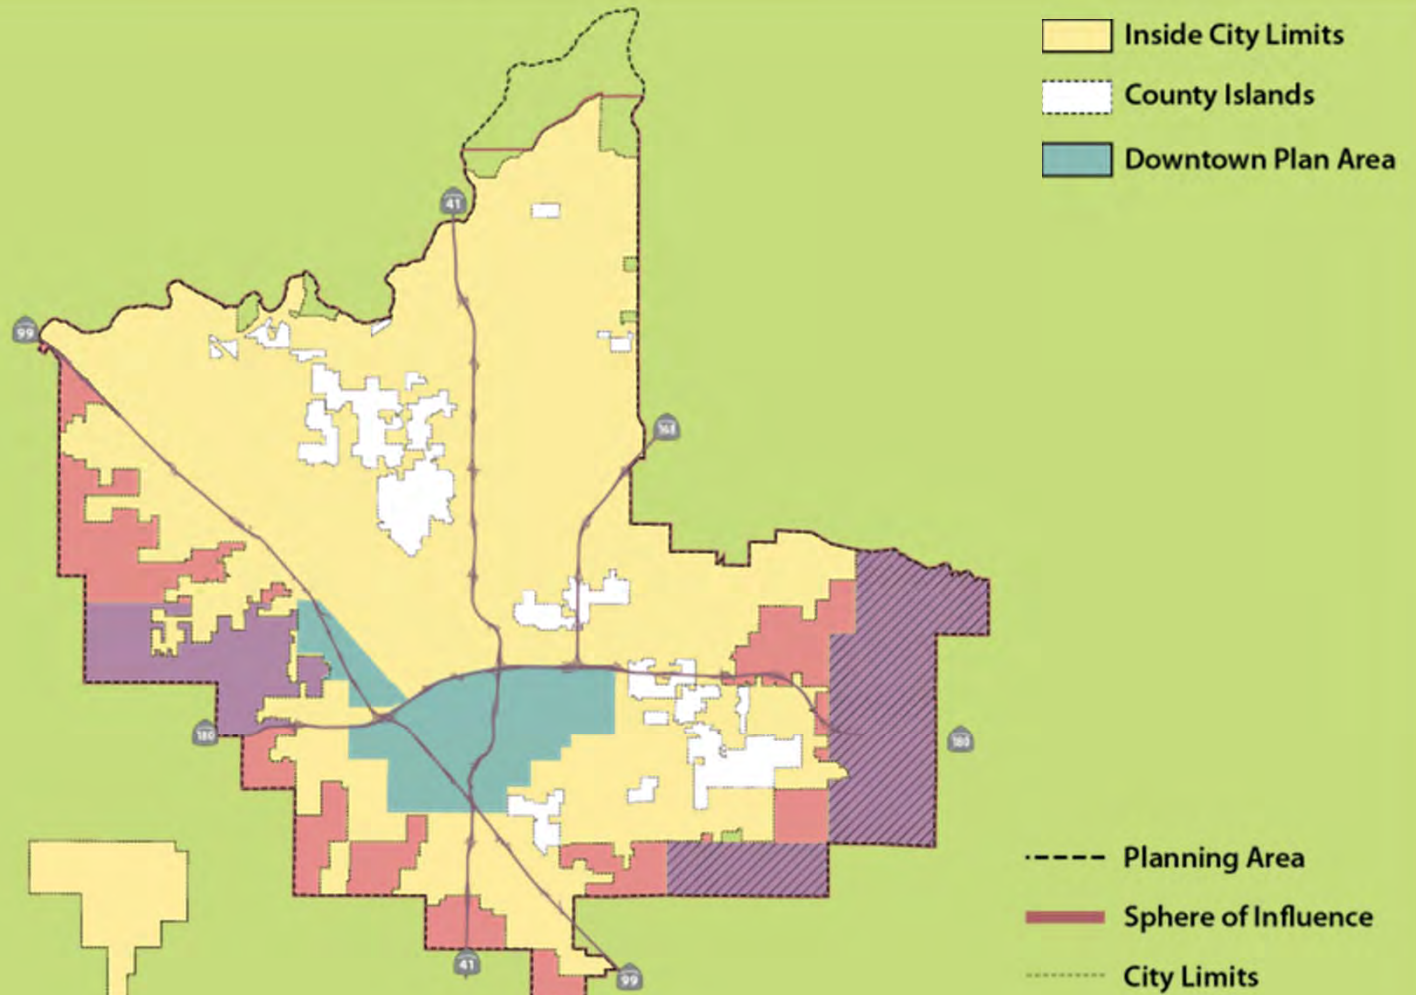 Inside City Limits
County Islands
Downtown Plan Area
41
99
168
180
180
Planning Area
Sphere of Influence
City Limits
41
99